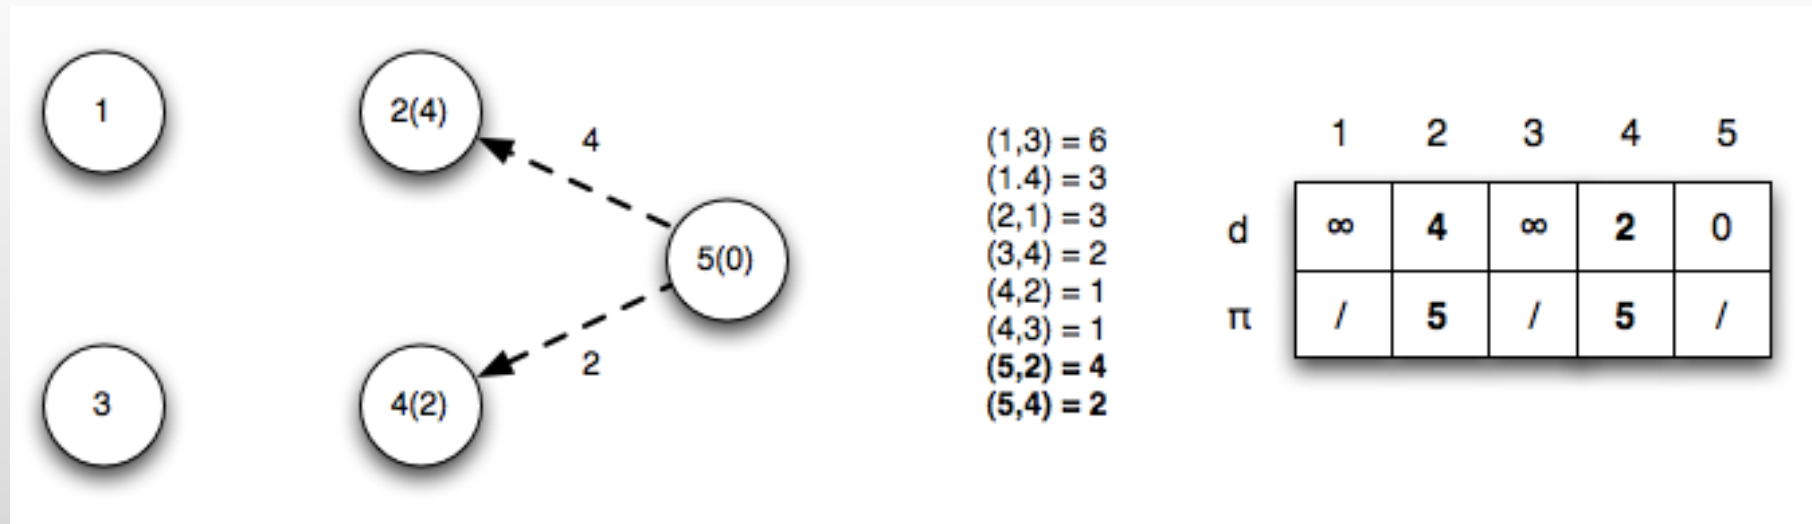 1
2(4)
4
5(0)
2
3
4(2)
(1,3) = 6
(1.4) = 3
(2,1) = 3
(3,4) = 2
(4,2) = 1
(4,3) = 1
(5,2) = 4
(5,4) = 2
1 2 3 4 5
d ∞ 4 ∞ 2 0
π / 5 / 5 /